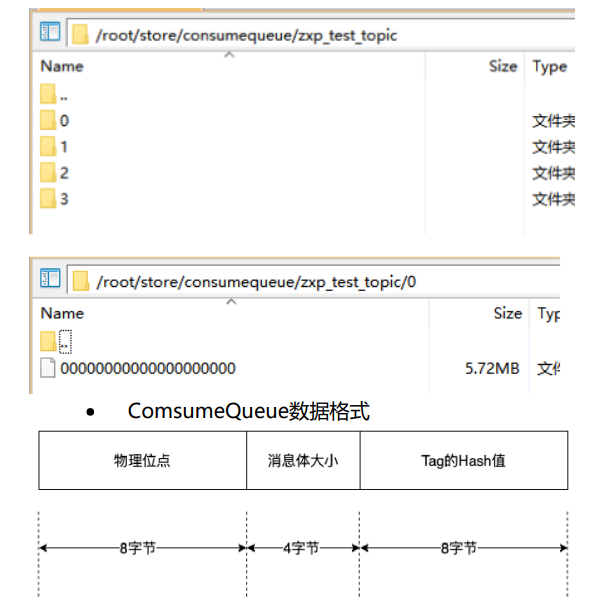 /root/store/consumequeue/zxp_test_topic
Name Size Type
..
0 文件夹
1 文件夹
2 文件夹
3 文件夹
/root/store/consumequeue/zxp_test_topic/0
Name Size Typ
..
00000000000000000000 5.72MB 文件
• ComsumeQueue数据格式
物理位点 消息体大小 Tag的Hash值
8字节 4字节 8字节